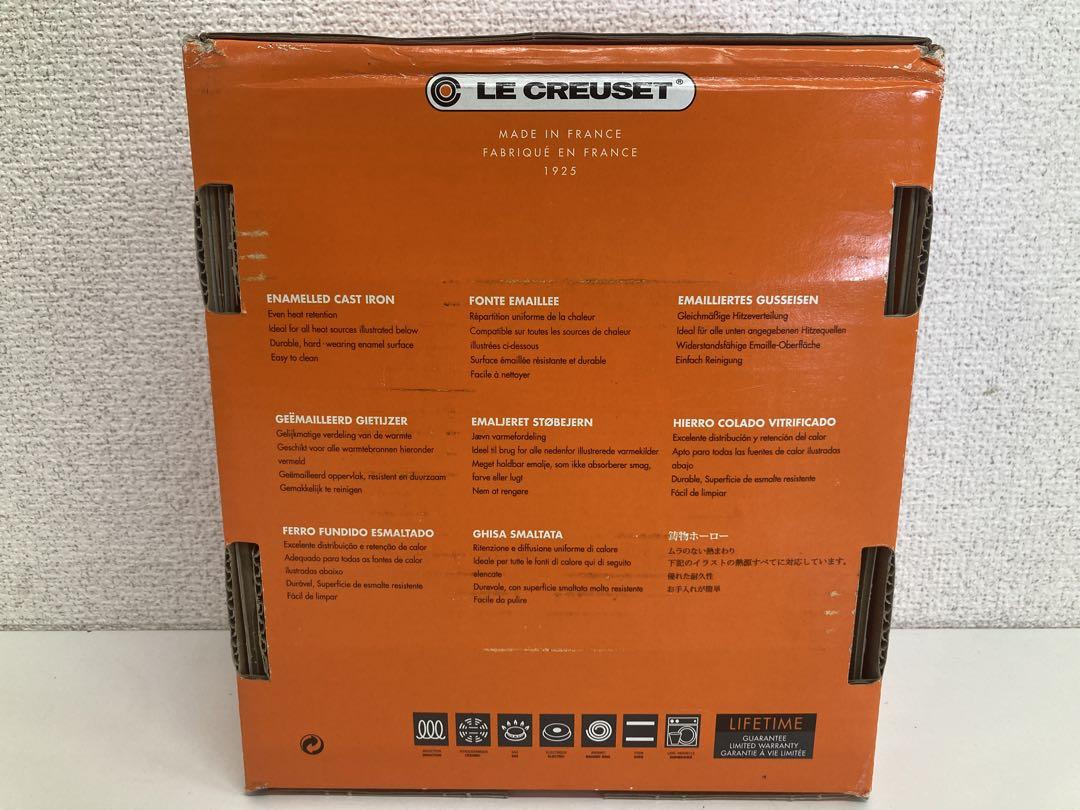 LE CREUSET®
MADE IN FRANCE
FABRIQUÉ EN FRANCE
1925
ENAMELLED CAST IRON
Even heat retention
Ideal for all heat sources illustrated below
Durable, hard-wearing enamel surface
Easy to clean
FONTE EMAILLEE
Répartition uniforme de la chaleur
Compatible sur toutes les sources de chaleur
illustrées ci-dessous
Surface émaillée résistante et durable
Facile à nettoyer
EMAILLIERTES GUSSEISEN
Gleichmäßige Hitzeverteilung
Ideal für alle unten angegebenen Hitzequellen
Widerstandsfähige Emaille-Oberfläche
Einfach Reinigung
GEËMAILLEERD GIETIJZER
Gelijkmatige verdeling van de warmte
Geschikt voor alle warmtebronnen hieronder
vermeld
Geëmailleerd oppervlak, resistent en duurzaam
Gemakkelijk te reinigen
EMALJERET STØBEJERN
Jævn varmefordeling
Ideel til brug for alle nedenfor illustrerede varmekilder
Meget holdbar emalje, som ikke absorberer smag,
farve eller lugt
Nem at rengøre
HIERRO COLADO VITRIFICADO
Excelente distribución y retención del calor
Apto para todas las fuentes de calor ilustradas
abajo
Durable, Superficie de esmalte resistente
Fácil de limpiar
FERRO FUNDIDO ESMALTADO
Excelente distribuição e retenção de calor
Adequado para todas as fontes de calor
ilustradas abaixo
Durável, Superfície de esmalte resistente
Fácil de limpar
GHISA SMALTATA
Ritenzione e diffusione uniforme di calore
Ideale per tutte le fonti di calore qui di seguito
elencate
Durevole, con superficie smaltata molto resistente
Facile da pulire
鋳物ホーロー
ムラのない熱まわり
下記のイラストの熱源すべてに対応しています。
優れた耐久性
お手入れが簡単
LIFETIME
GUARANTEE
LIMITED WARRANTY
GARANTIE À VIE LIMITÉE